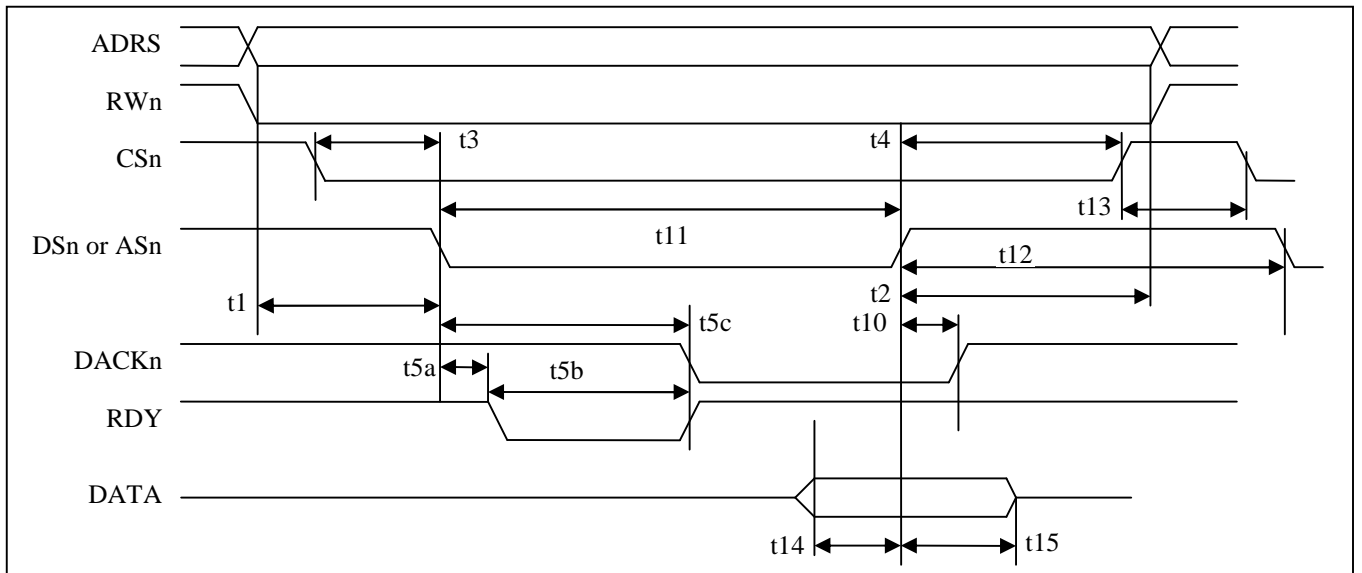 ADRS
RWn
t3
t4
CSn
t13
DSn or ASn
t11
t12
t1
t2
t5c
t10
DACKn
t5a
t5b
RDY
DATA
t14
t15